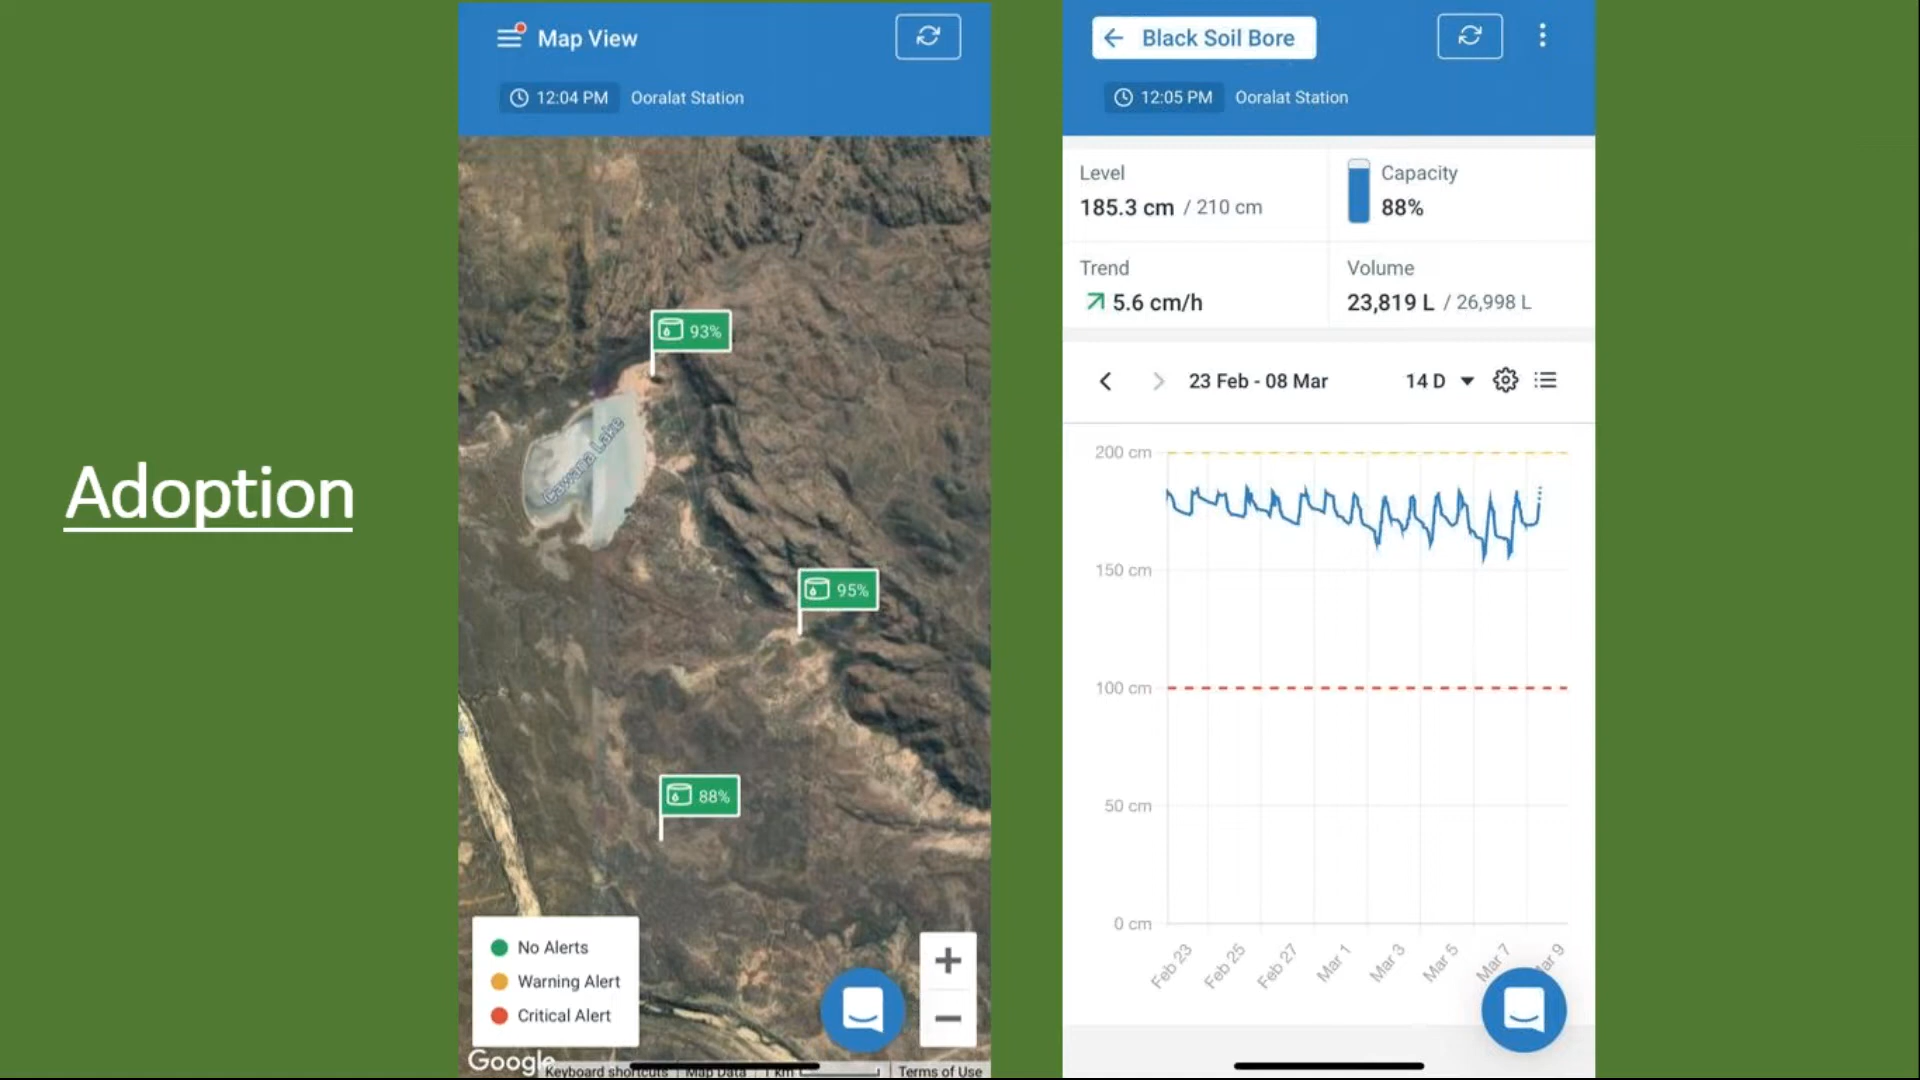 Adoption
Map View
12:04 PM Ooralat Station
93%
Cawana Lake
95%
88%
No Alerts
Warning Alert
Critical Alert
+
−
Google
Keyboard shortcuts Map Data 1 km Terms of Use
Black Soil Bore
12:05 PM Ooralat Station
Level
185.3 cm / 210 cm
Capacity
88%
Trend
5.6 cm/h
Volume
23,819 L / 26,998 L
23 Feb - 08 Mar
14 D
200 cm
150 cm
100 cm
50 cm
0 cm
Feb 23
Feb 25
Feb 27
Mar 1
Mar 3
Mar 5
Mar 7
ar 9